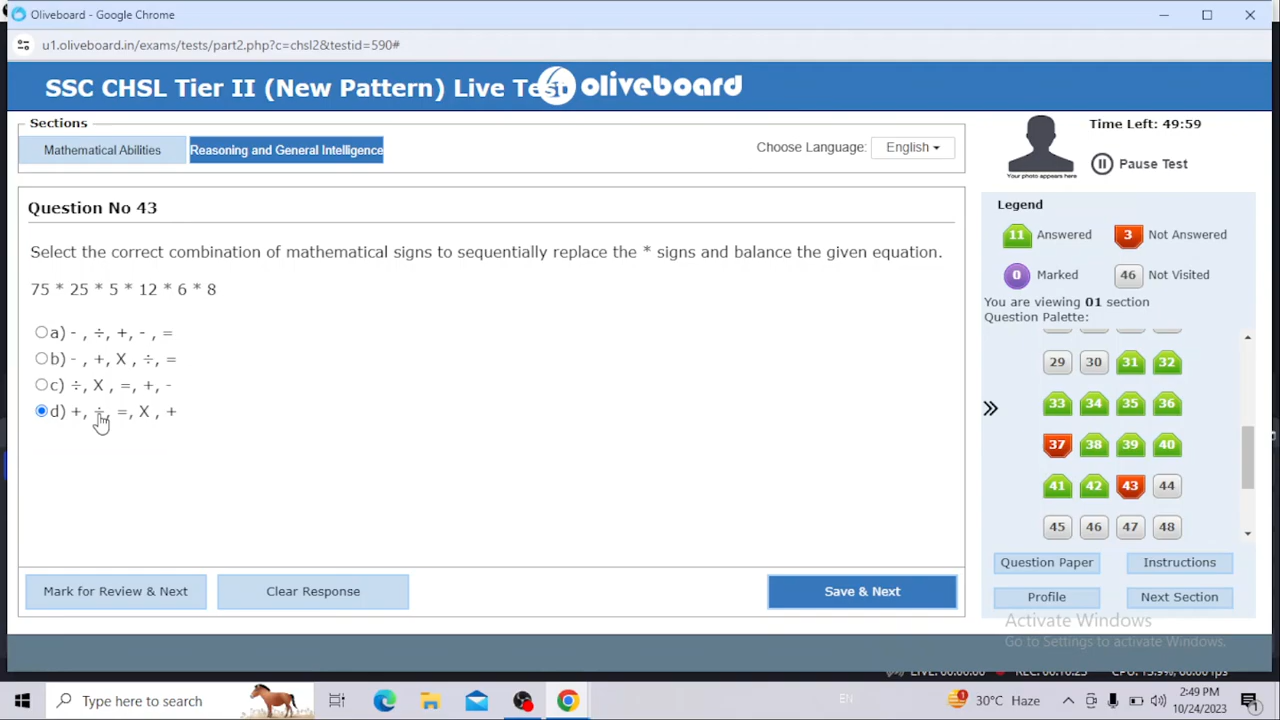 Oliveboard - Google Chrome
u1.oliveboard.in/exams/tests/part2.php?c=chsl2&testid=590#
SSC CHSL Tier II (New Pattern) Live Test
oliveboard
Sections
Mathematical Abilities
Reasoning and General Intelligence
Choose Language:
English
Time Left: 49:59
Your photo appears here
Pause Test
Question No 43
Select the correct combination of mathematical signs to sequentially replace the * signs and balance the given equation.
75 * 25 * 5 * 12 * 6 * 8
a) - , ÷, +, - , =
b) - , +, X , ÷, =
c) ÷, X , =, +, -
d) +, ÷, =, X , +
Legend
11 Answered
3 Not Answered
0 Marked
46 Not Visited
You are viewing 01 section
Question Palette:
29 30 31 32
33 34 35 36
37 38 39 40
41 42 43 44
45 46 47 48
Mark for Review & Next
Clear Response
Save & Next
Question Paper
Instructions
Profile
Next Section
Activate Windows
Go to Settings to activate Windows.
Type here to search
EN
30°C Haze
2:49 PM
10/24/2023